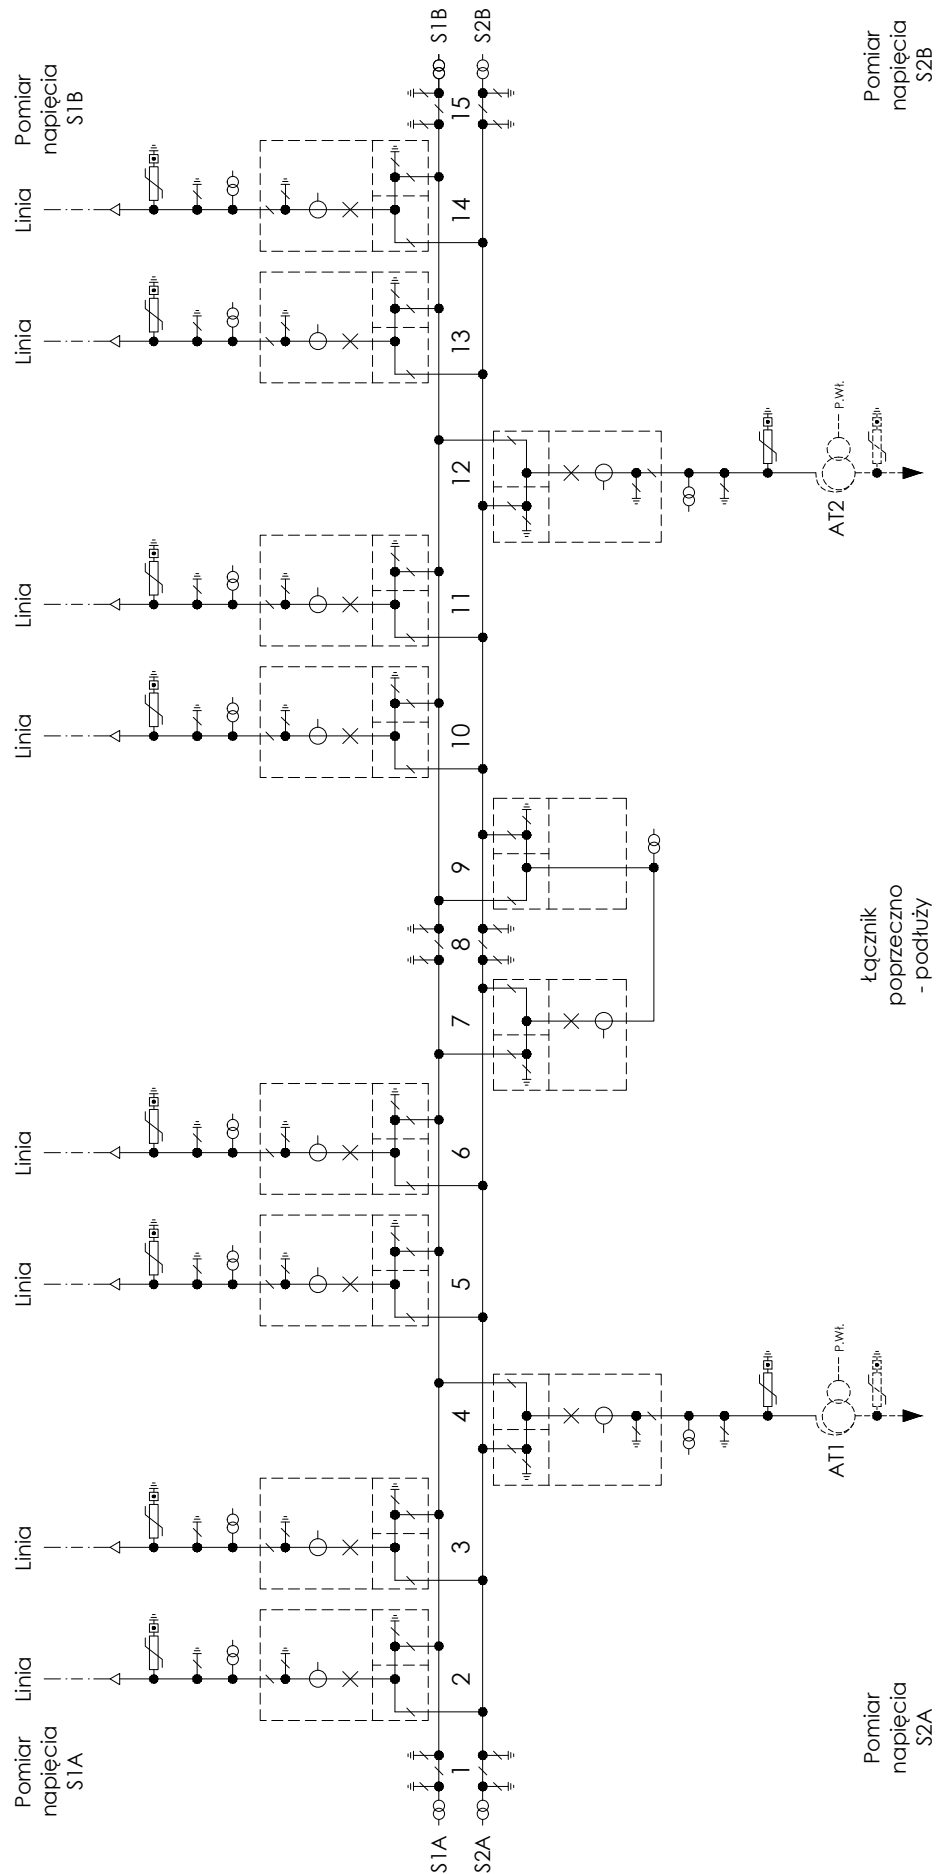 Pomiar
napięcia
S1A
Linia
Linia
Linia
Linia
Linia
Linia
Linia
Linia
Pomiar
napięcia
S1B
S1A
S2A
1
2
3
4
5
6
7
8
9
10
11
12
13
14
15
S1B
S2B
AT1
P.Wł.
AT2
P.Wł.
Pomiar
napięcia
S2A
Łącznik
poprzeczno
- podłuży
Pomiar
napięcia
S2B